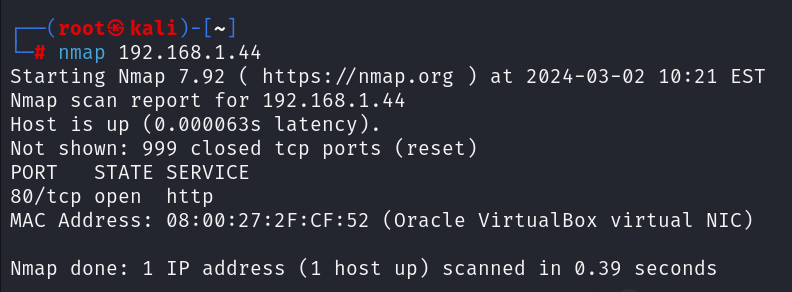 ┌──(root㉿kali)-[~]
└─# nmap 192.168.1.44
Starting Nmap 7.92 ( https://nmap.org ) at 2024-03-02 10:21 EST
Nmap scan report for 192.168.1.44
Host is up (0.000063s latency).
Not shown: 999 closed tcp ports (reset)
PORT   STATE SERVICE
80/tcp open  http
MAC Address: 08:00:27:2F:CF:52 (Oracle VirtualBox virtual NIC)

Nmap done: 1 IP address (1 host up) scanned in 0.39 seconds